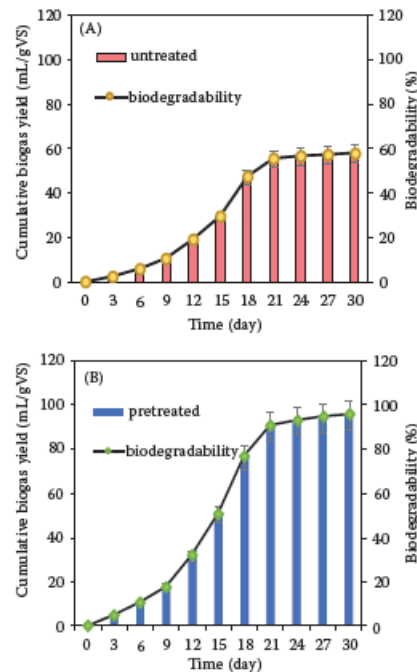 (A)
120 120
100 100
80 80
60 60
40 40
20 20
0 0
untreated
biodegradability
Cumulative biogas yield (mL/gVS)
Biodegradability (%)
0 3 6 9 12 15 18 21 24 27 30
Time (day)
(B)
120 120
100 100
80 80
60 60
40 40
20 20
0 0
pretreated
biodegradability
Cumulative biogas yield (mL/gVS)
Biodegradability (%)
0 3 6 9 12 15 18 21 24 27 30
Time (day)